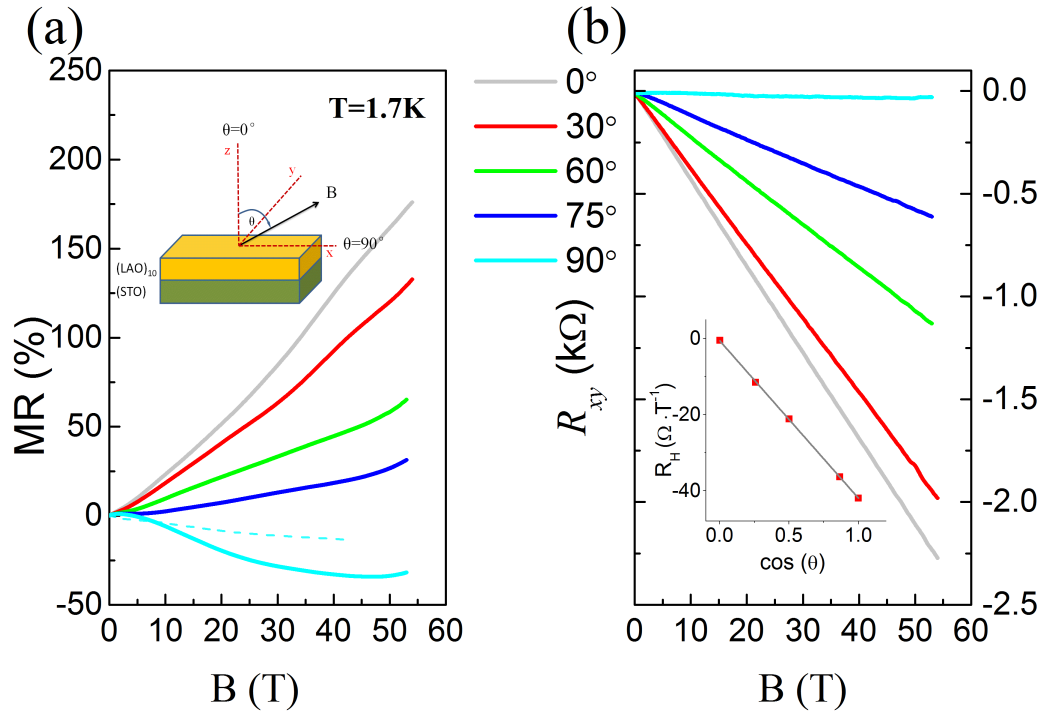 (a)
250
200
150
100
50
0
-50
MR (%)
0 10 20 30 40 50 60
B (T)
T=1.7K
θ=0°
z
y
B
θ
θ=90°
x
(LAO)10
(STO)
0°
30°
60°
75°
90°
(b)
0.0
-0.5
-1.0
-1.5
-2.0
-2.5
Rxy (kΩ)
0 10 20 30 40 50 60
B (T)
0
-20
-40
RH (Ω·T-1)
0.0 0.5 1.0
cos (θ)